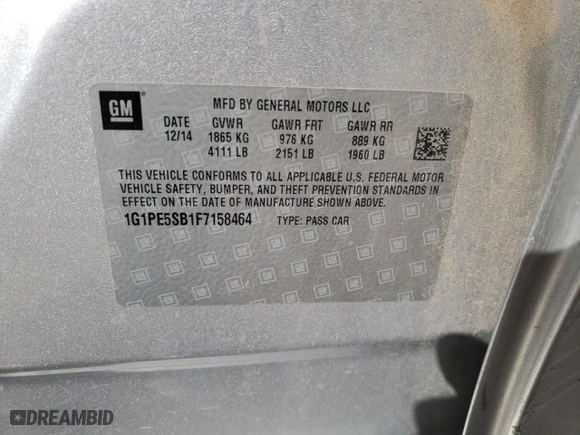 GM
MFD BY GENERAL MOTORS LLC
DATE GVWR GAWR FRT GAWR RR
12/14 1865 KG 976 KG 889 KG
4111 LB 2151 LB 1960 LB
THIS VEHICLE CONFORMS TO ALL APPLICABLE U.S. FEDERAL MOTOR
VEHICLE SAFETY, BUMPER, AND THEFT PREVENTION STANDARDS IN
EFFECT ON THE DATE OF MANUFACTURE SHOWN ABOVE.
1G1PE5SB1F7158464 TYPE: PASS CAR
DREAMBID